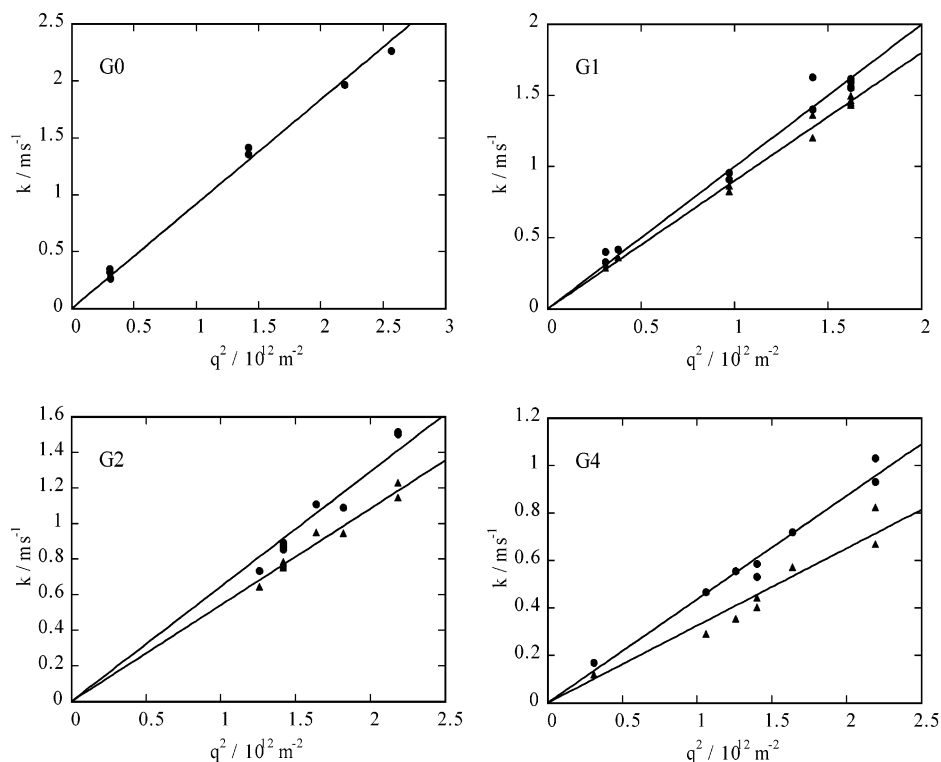 2.5
2
1.5
1
0.5
0
G0
k / ms⁻¹
0 0.5 1 1.5 2 2.5 3
q² / 10¹² m⁻²
2
1.5
1
0.5
0
G1
k / ms⁻¹
0 0.5 1 1.5 2
q² / 10¹² m⁻²
1.6
1.4
1.2
1
0.8
0.6
0.4
0.2
0
G2
k / ms⁻¹
0 0.5 1 1.5 2 2.5
q² / 10¹² m⁻²
1.2
1
0.8
0.6
0.4
0.2
0
G4
k / ms⁻¹
0 0.5 1 1.5 2 2.5
q² / 10¹² m⁻²